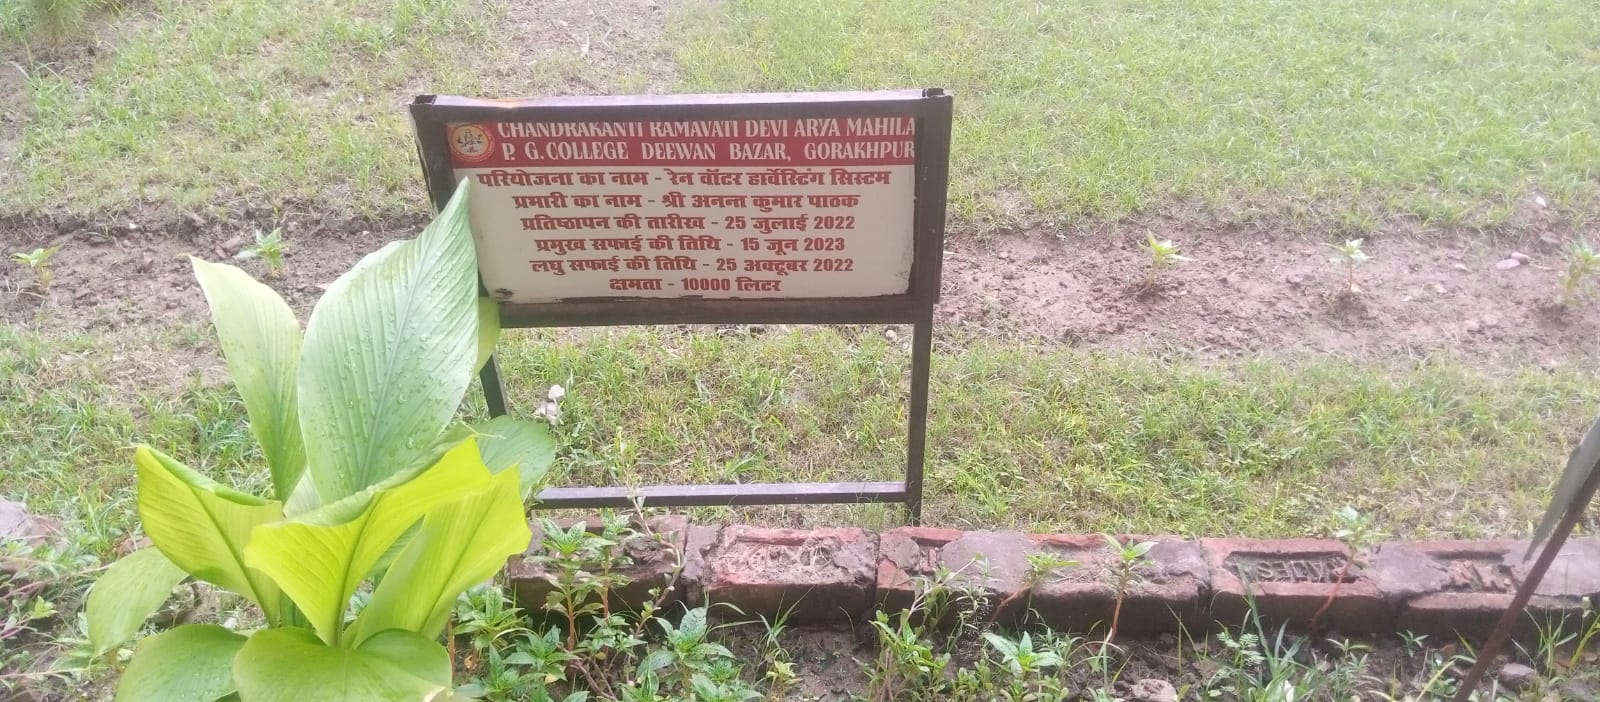 CHANDRAKANTI RAMAVATI DEVI ARYA MAHILA
P. G. COLLEGE DEEWAN BAZAR, GORAKHPUR
परियोजना का नाम - रेन वॉटर हार्वेस्टिंग सिस्टम
प्रभारी का नाम - श्री अनन्त कुमार पाठक
प्रतिष्ठापन की तारीख - 25 जुलाई 2022
प्रमुख सफाई की तिथि - 15 जून 2023
लघु सफाई की तिथि - 25 अक्टूबर 2022
क्षमता - 10000 लिटर